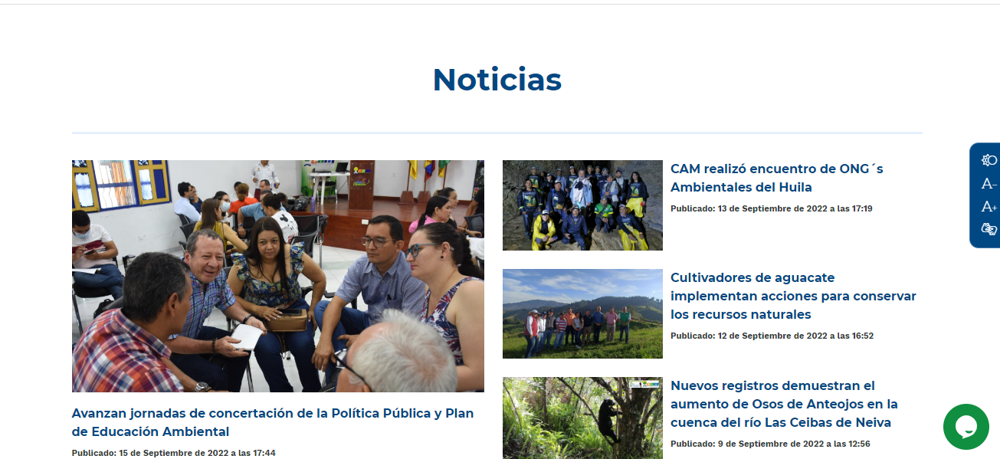 Noticias
Avanzan jornadas de concertación de la Política Pública y Plan
de Educación Ambiental
Publicado: 15 de Septiembre de 2022 a las 17:44
CAM realizó encuentro de ONG´s
Ambientales del Huila
Publicado: 13 de Septiembre de 2022 a las 17:19
Cultivadores de aguacate
implementan acciones para conservar
los recursos naturales
Publicado: 12 de Septiembre de 2022 a las 16:52
Nuevos registros demuestran el
aumento de Osos de Anteojos en la
cuenca del río Las Ceibas de Neiva
Publicado: 9 de Septiembre de 2022 a las 12:56
A-
A+